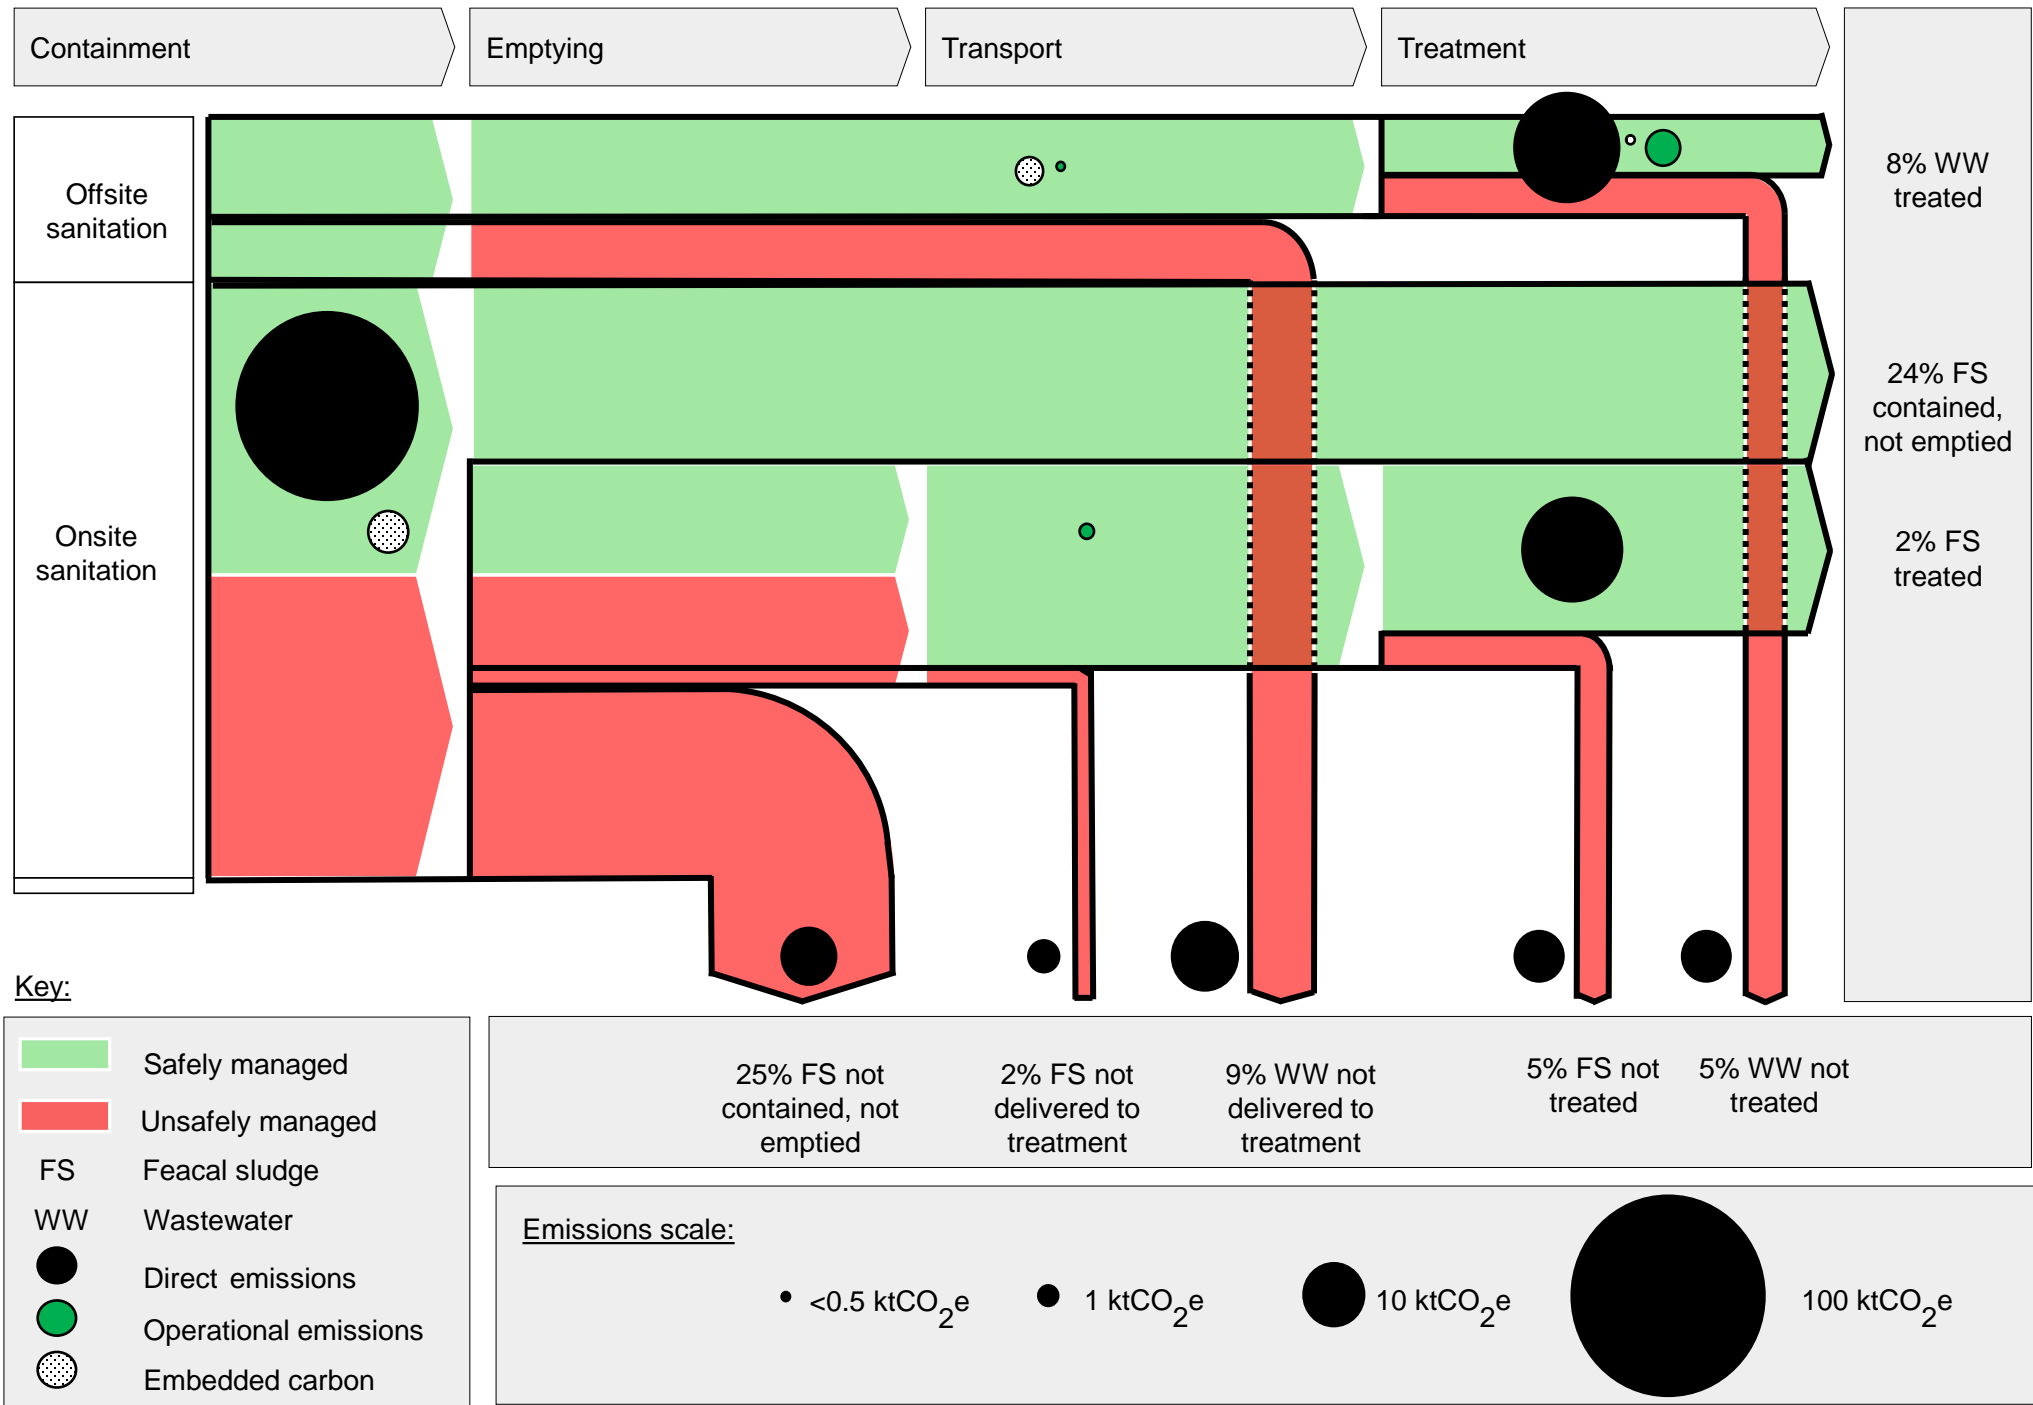 Containment
Emptying
Transport
Treatment
Offsite
sanitation
8% WW
treated
24% FS
contained,
not emptied
Onsite
sanitation
2% FS
treated
Key:
Safely managed
Unsafely managed
FS Feacal sludge
WW Wastewater
Direct emissions
Operational emissions
Embedded carbon
25% FS not
contained, not
emptied
2% FS not
delivered to
treatment
9% WW not
delivered to
treatment
5% FS not
treated
5% WW not
treated
Emissions scale:
<0.5 ktCO2e
1 ktCO2e
10 ktCO2e
100 ktCO2e